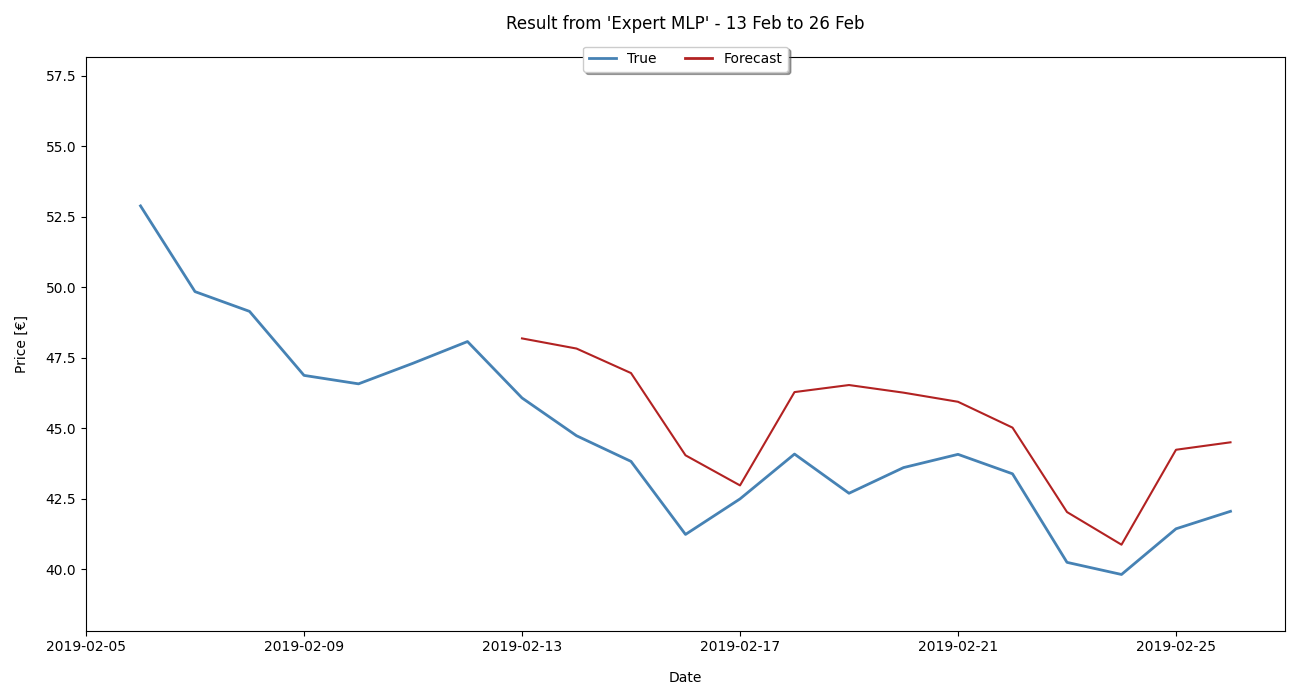 Result from 'Expert MLP' - 13 Feb to 26 Feb
True Forecast
57.5
55.0
52.5
50.0
47.5
45.0
42.5
40.0
Price [€]
2019-02-05 2019-02-09 2019-02-13 2019-02-17 2019-02-21 2019-02-25
Date